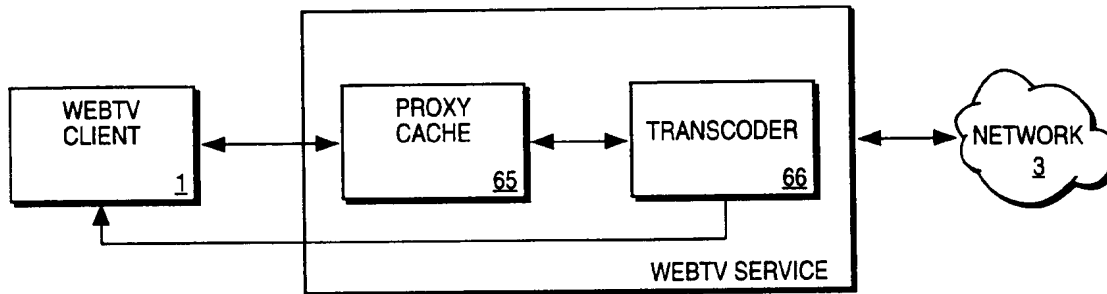 WEBTV
CLIENT
1
PROXY
CACHE
65
TRANSCODER
66
NETWORK
3
WEBTV SERVICE